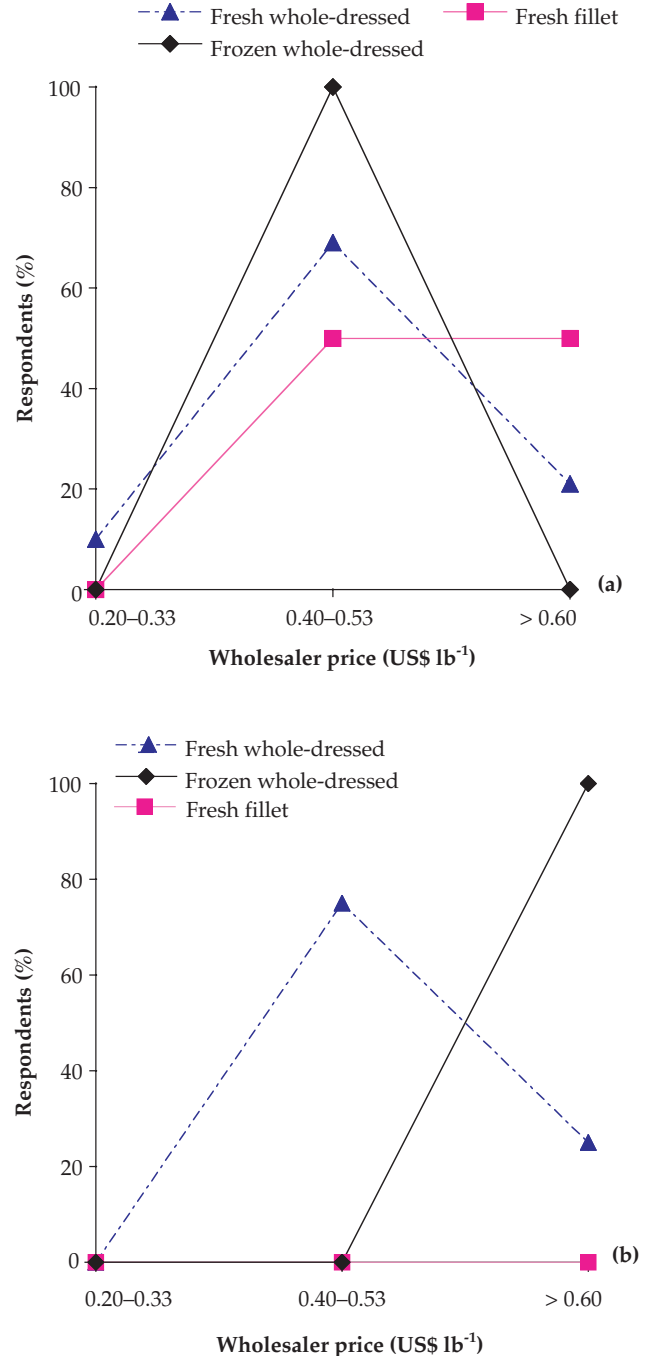 Fresh whole-dressed Fresh fillet
Frozen whole-dressed
100
80
60
40
20
0
Respondents (%)
(a)
0.20–0.33 0.40–0.53 > 0.60
Wholesaler price (US$ lb⁻¹)
Fresh whole-dressed
Frozen whole-dressed
Fresh fillet
100
80
60
40
20
0
Respondents (%)
(b)
0.20–0.33 0.40–0.53 > 0.60
Wholesaler price (US$ lb⁻¹)